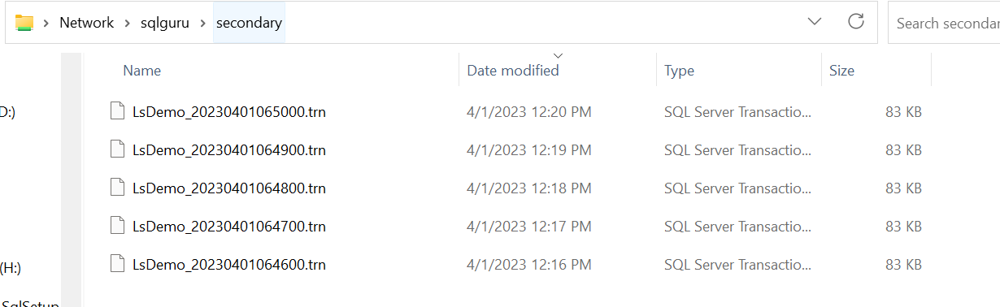 Network sqlguru secondary Search secondar
Name Date modified Type Size
LsDemo_20230401065000.trn 4/1/2023 12:20 PM SQL Server Transactio... 83 KB
D:)
LsDemo_20230401064900.trn 4/1/2023 12:19 PM SQL Server Transactio... 83 KB
LsDemo_20230401064800.trn 4/1/2023 12:18 PM SQL Server Transactio... 83 KB
LsDemo_20230401064700.trn 4/1/2023 12:17 PM SQL Server Transactio... 83 KB
LsDemo_20230401064600.trn 4/1/2023 12:16 PM SQL Server Transactio... 83 KB
(H:)
SqlSetup